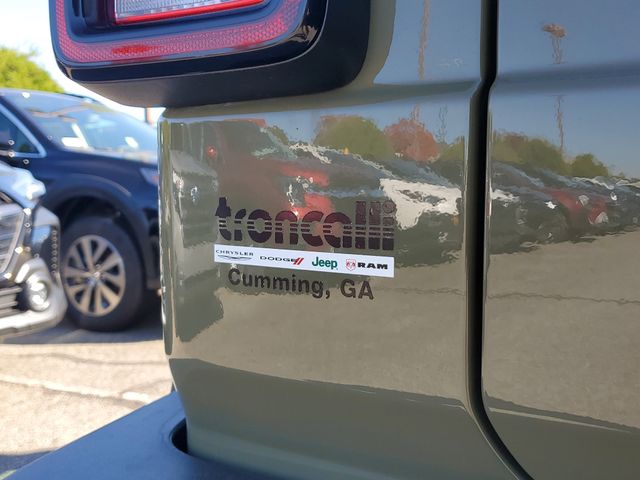 troncalli
CHRYSLER DODGE Jeep RAM
Cumming, GA